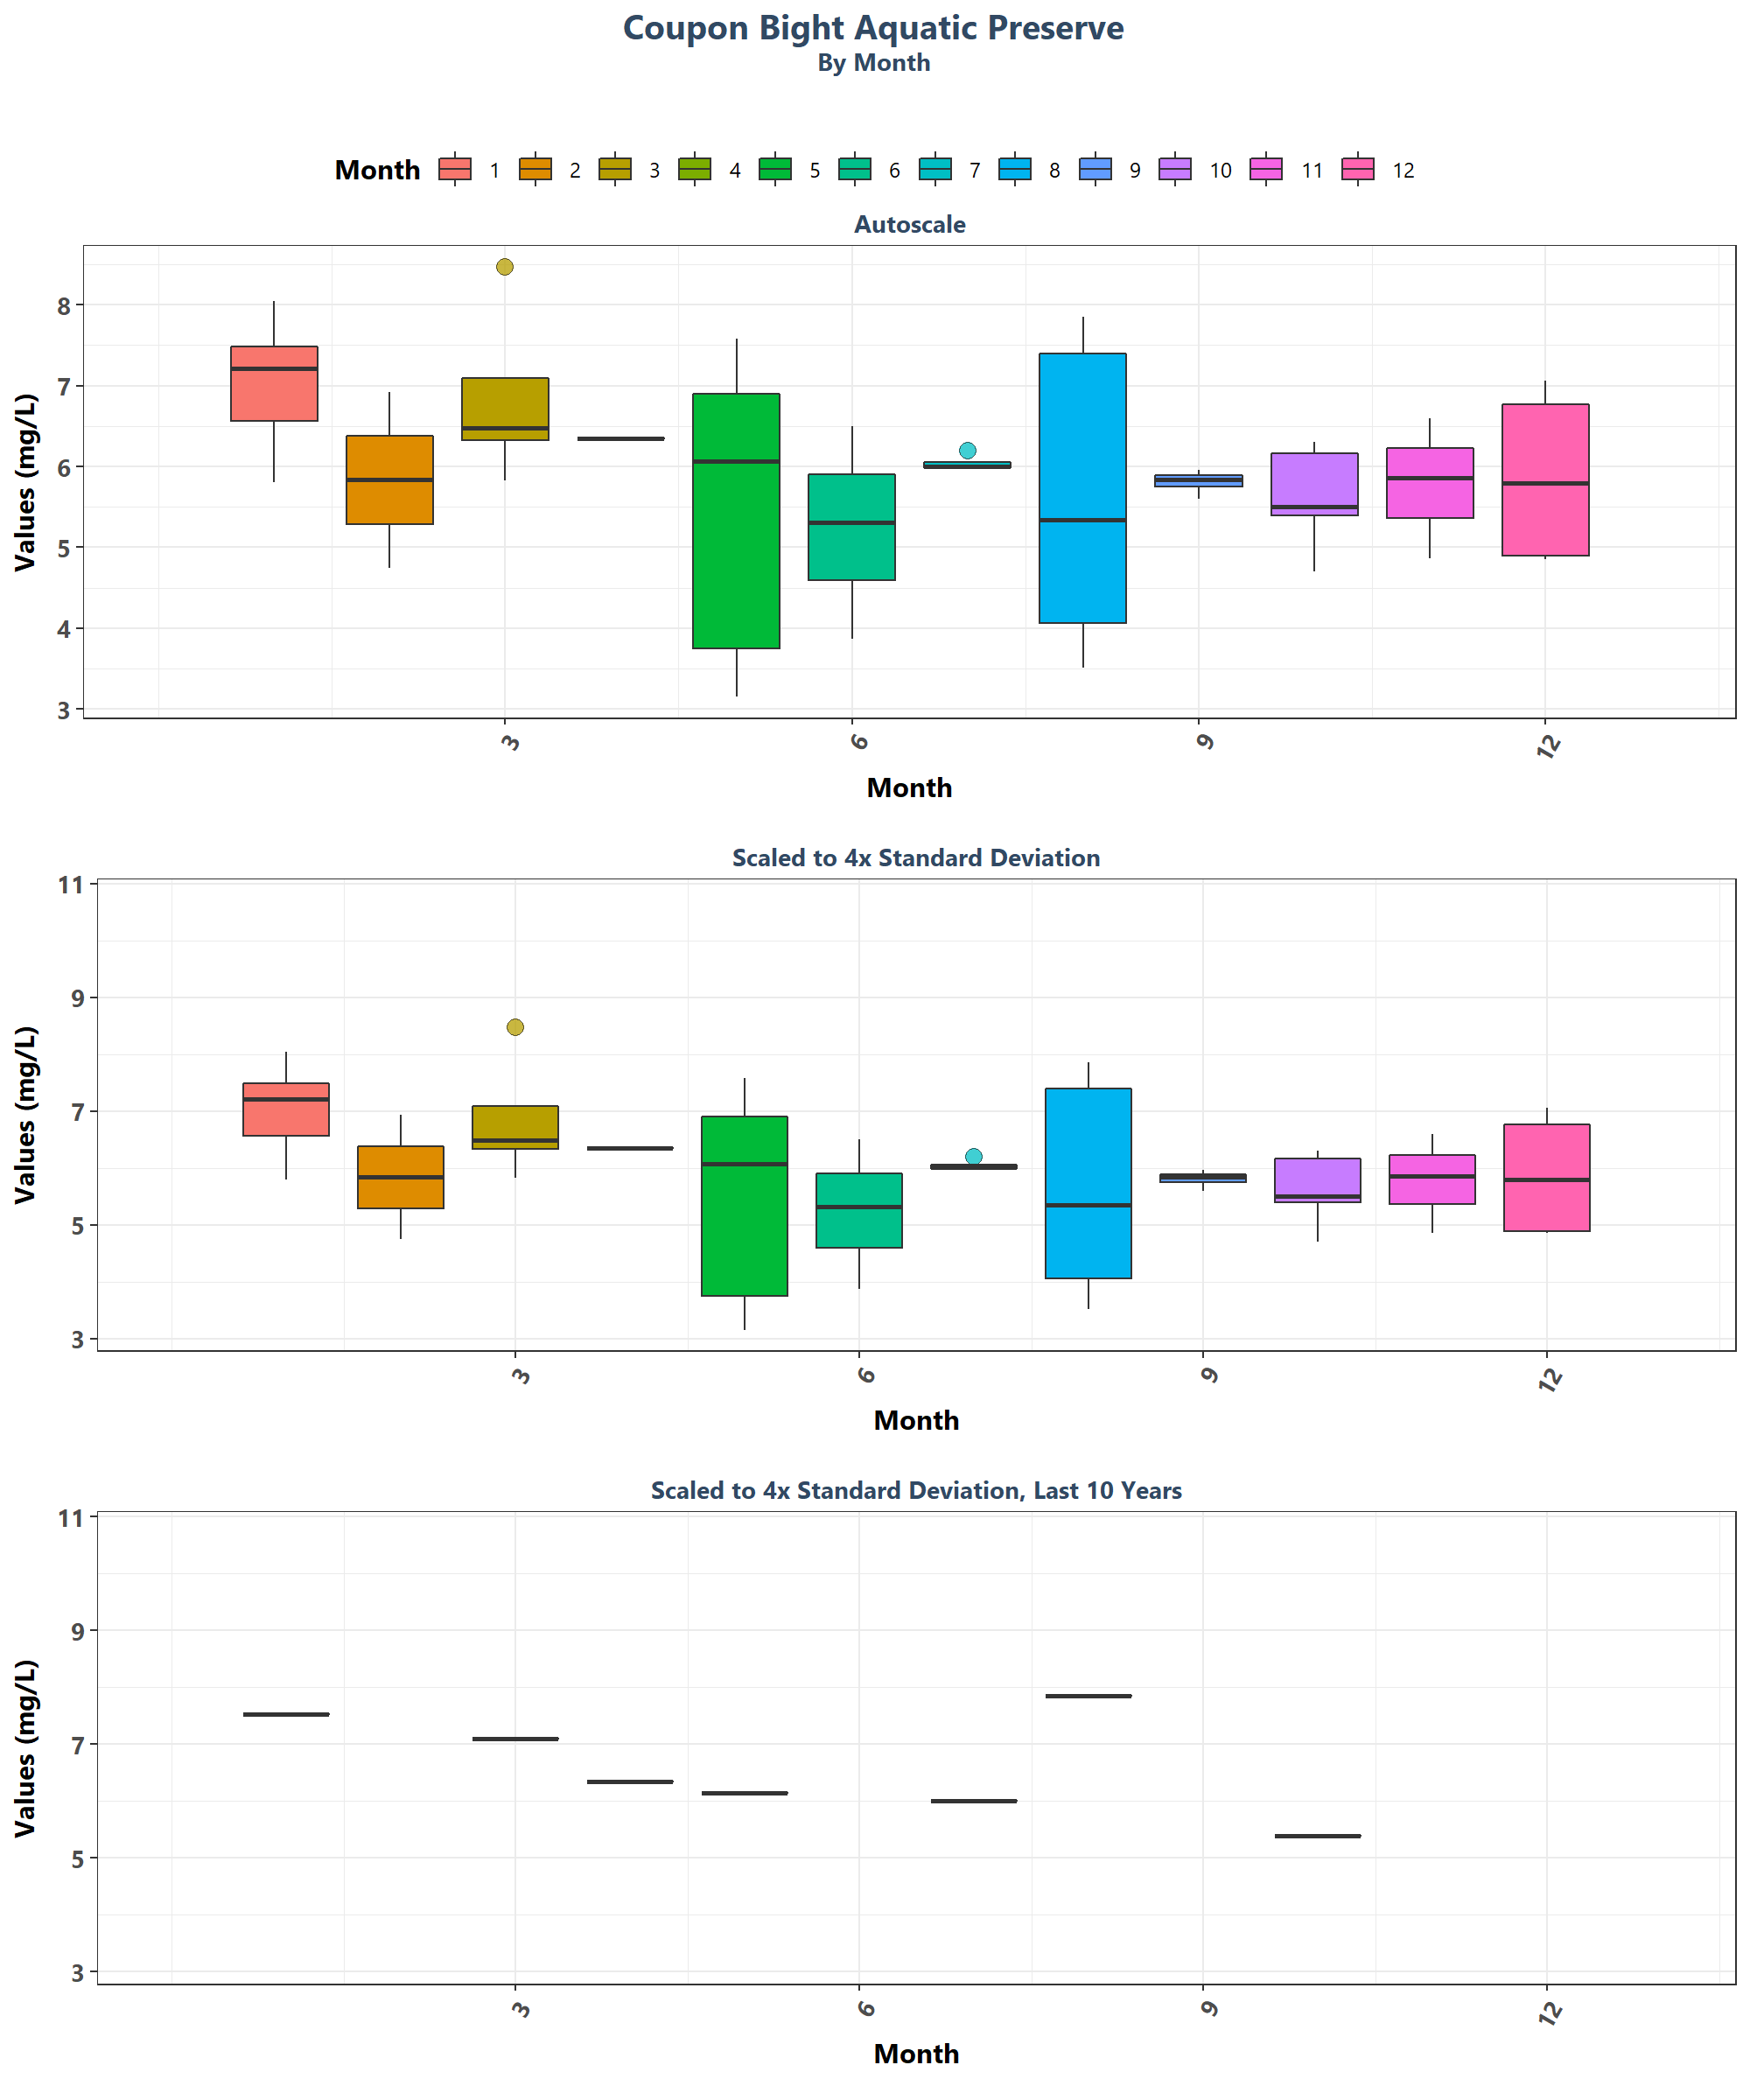 Coupon Bight Aquatic Preserve
By Month
Month 1 2 3 4 5 6 7 8 9 10 11 12
Autoscale
Values (mg/L)
8
7
6
5
4
3
3 6 9 12
Month
Scaled to 4x Standard Deviation
Values (mg/L)
11
9
7
5
3
3 6 9 12
Month
Scaled to 4x Standard Deviation, Last 10 Years
Values (mg/L)
11
9
7
5
3
3 6 9 12
Month